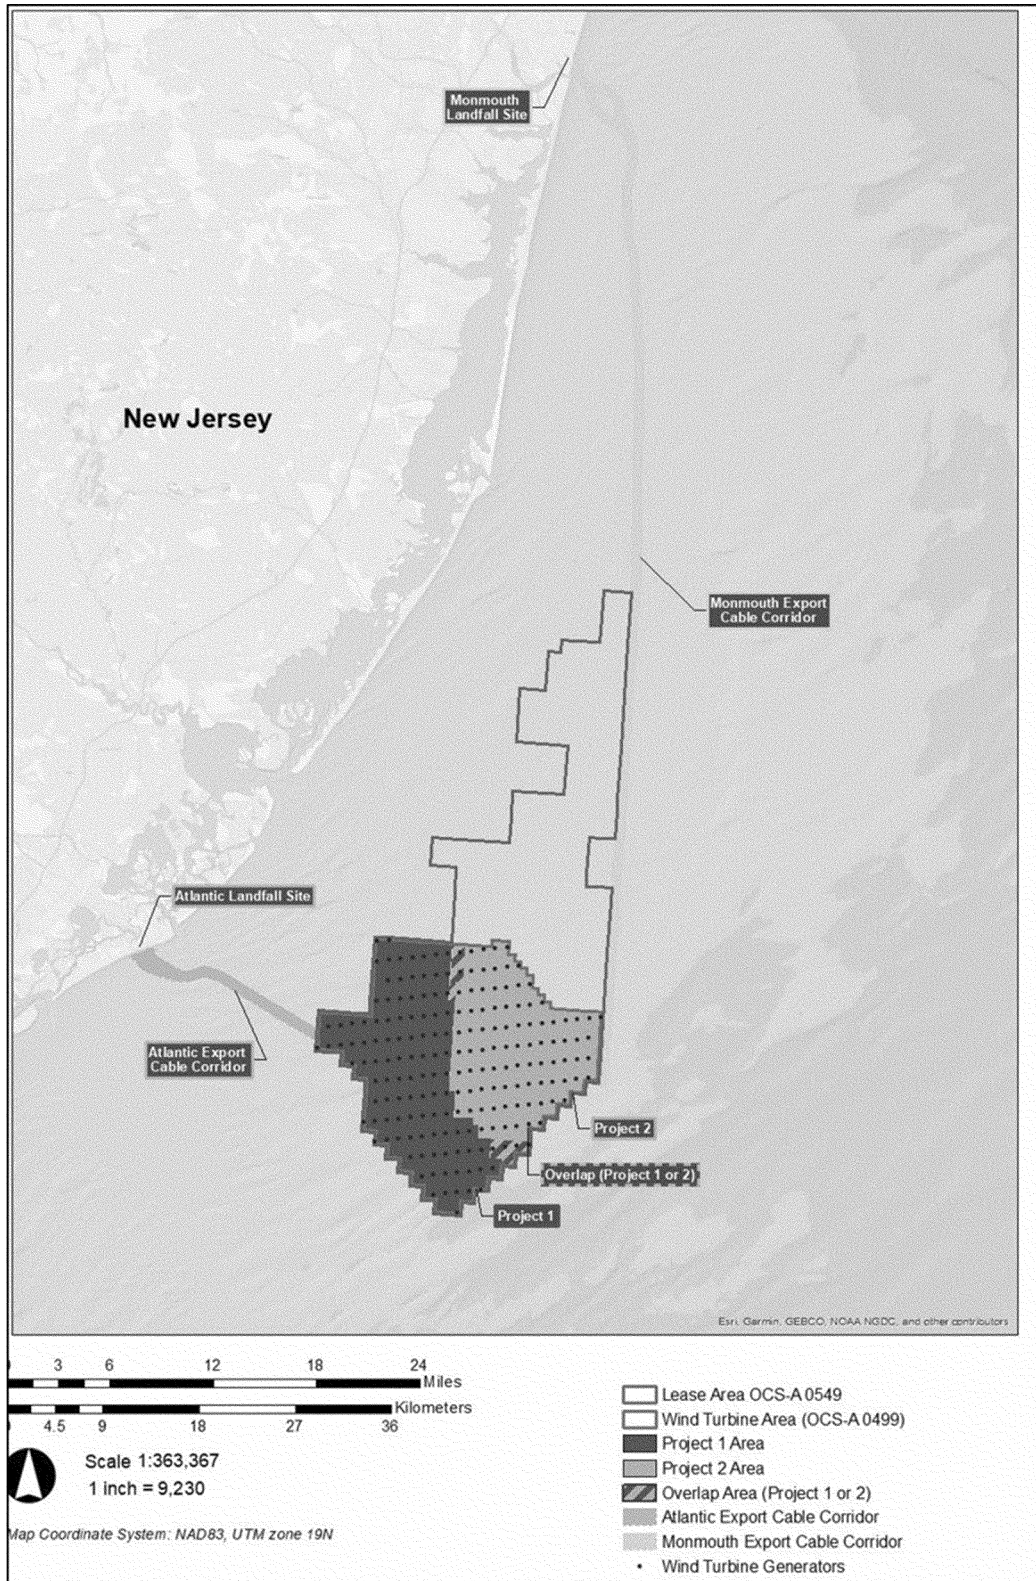 Monmouth
Landfall Site
New Jersey
Monmouth Export
Cable Corridor
Atlantic Landfall Site
Atlantic Export
Cable Corridor
Project 2
Overlap (Project 1 or 2)
Project 1
Esri, Garmin, GEBCO, NOAA NGDC, and other contributors
3 6 12 18 24
Miles
Kilometers
4.5 9 18 27 36
Scale 1:363,367
1 inch = 9,230
Map Coordinate System: NAD83, UTM zone 19N
Lease Area OCS-A 0549
Wind Turbine Area (OCS-A 0499)
Project 1 Area
Project 2 Area
Overlap Area (Project 1 or 2)
Atlantic Export Cable Corridor
Monmouth Export Cable Corridor
Wind Turbine Generators